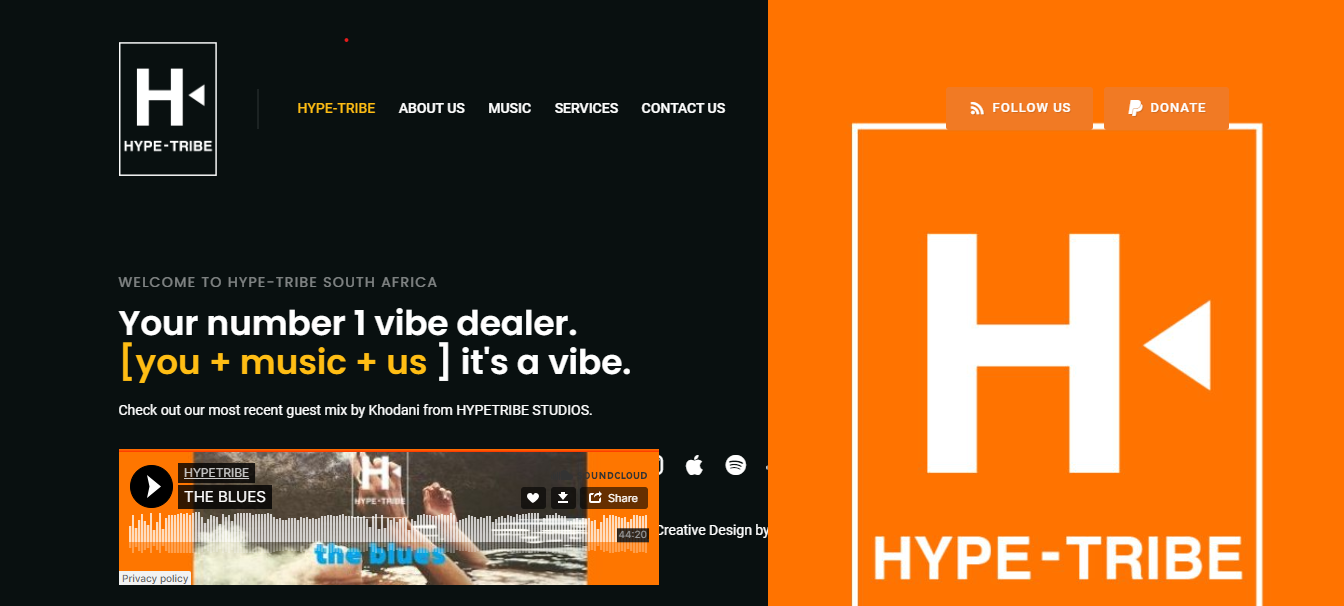 H
HYPE-TRIBE
HYPE-TRIBE
ABOUT US
MUSIC
SERVICES
CONTACT US
FOLLOW US
DONATE
WELCOME TO HYPE-TRIBE SOUTH AFRICA
Your number 1 vibe dealer.
[you + music + us ] it's a vibe.
Check out our most recent guest mix by Khodani from HYPETRIBE STUDIOS.
HYPETRIBE
THE BLUES
H
HYPE-TRIBE
OUNDCLOUD
Share
44:20
the blues
Privacy policy
Creative Design by
H
HYPE-TRIBE